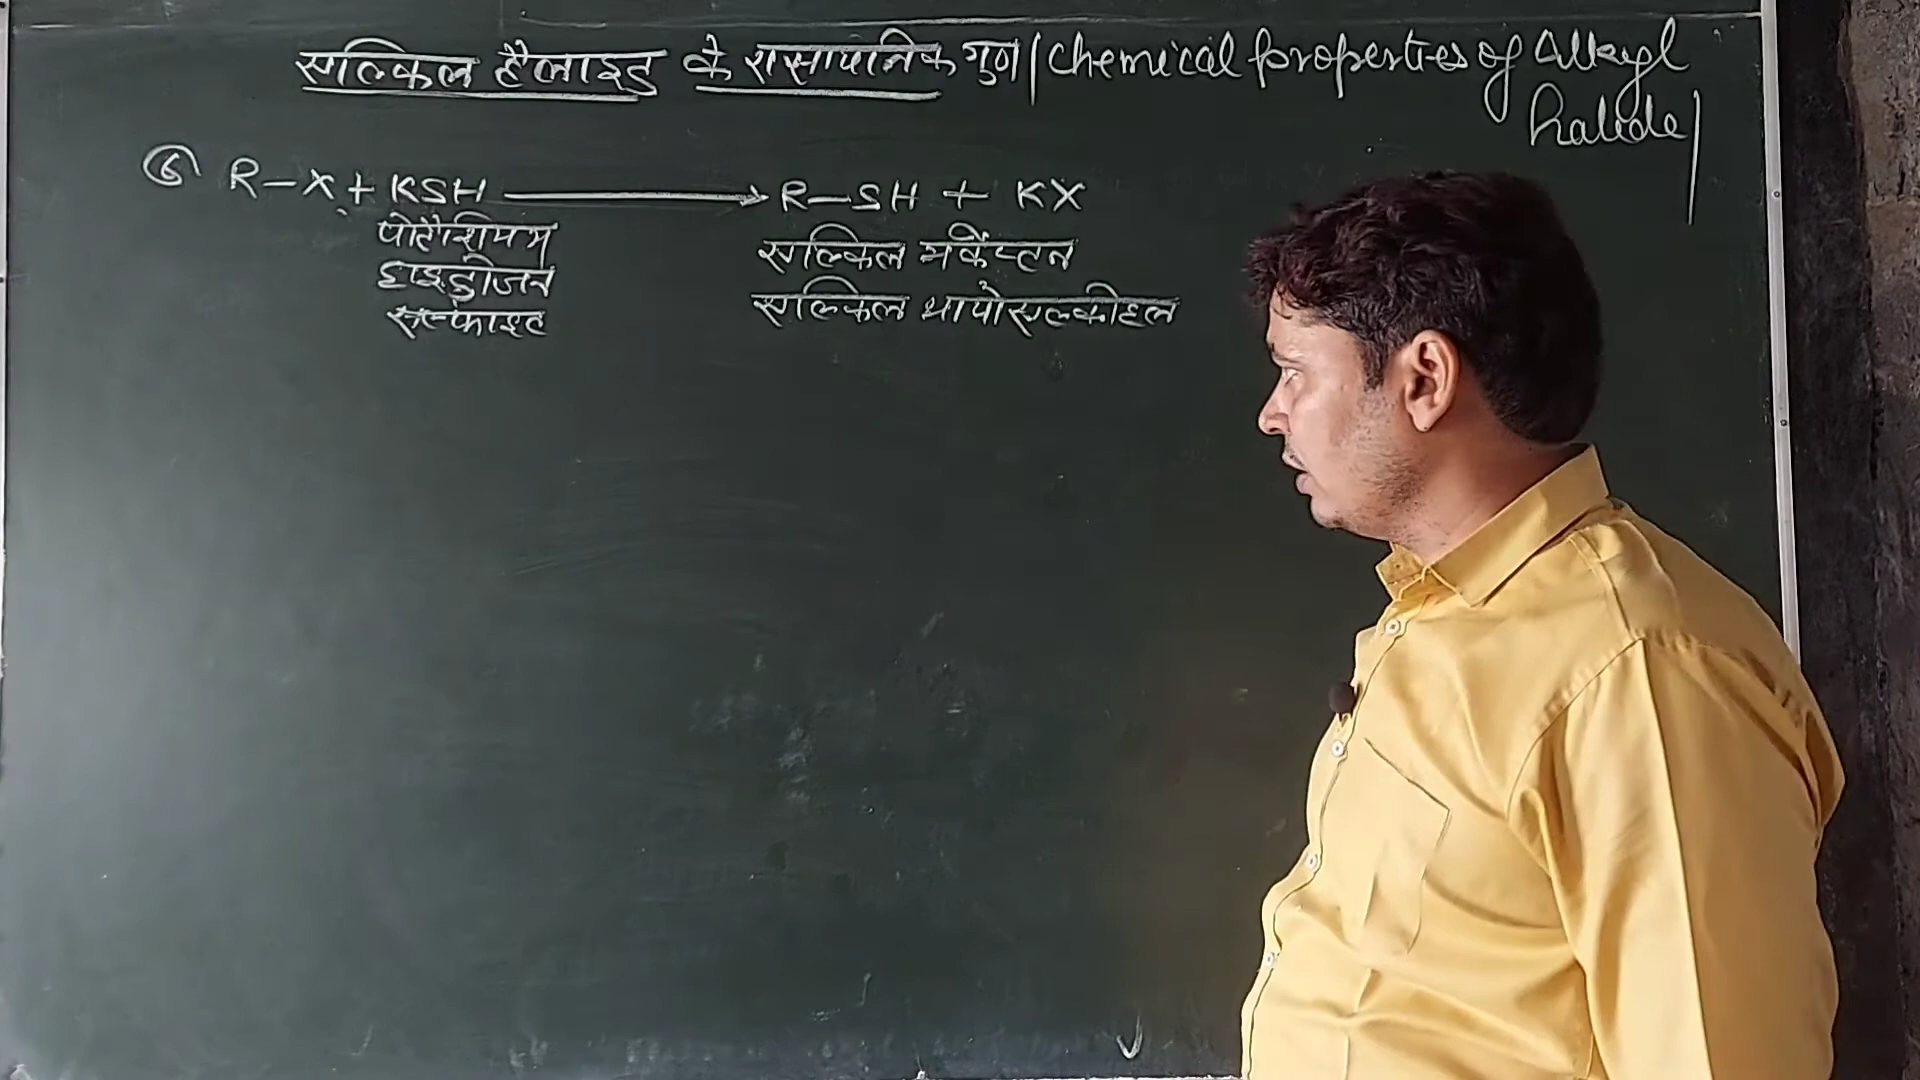 एल्किल हैलाइड के रासायनिक गुण | Chemical properties of Alkyl
halide |
⑥ R-X + KSH ⟶ R-SH + KX
पोटैशियम एल्किल मर्केप्टन
हाइड्रोजन एल्किल थायोएल्कोहल
सल्फाइट